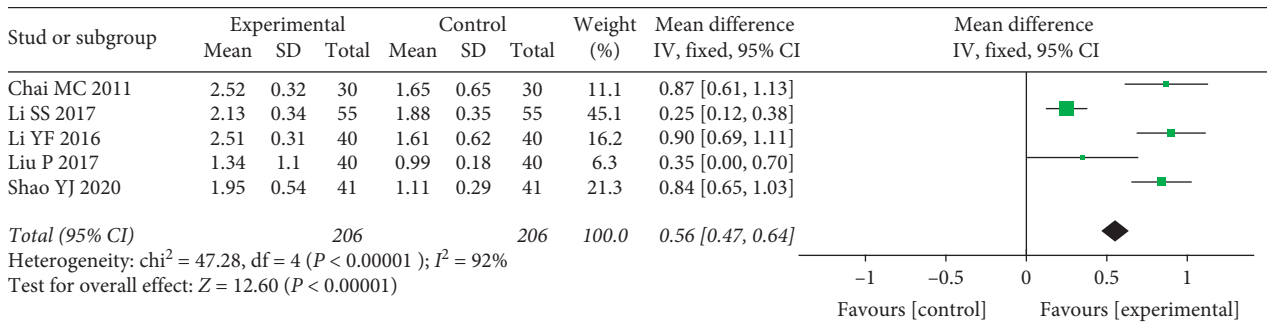 Stud or subgroup Experimental Control Weight (%) Mean difference IV, fixed, 95% CI Mean difference IV, fixed, 95% CI
Mean SD Total Mean SD Total
Chai MC 2011 2.52 0.32 30 1.65 0.65 30 11.1 0.87 [0.61, 1.13]
Li SS 2017 2.13 0.34 55 1.88 0.35 55 45.1 0.25 [0.12, 0.38]
Li YF 2016 2.51 0.31 40 1.61 0.62 40 16.2 0.90 [0.69, 1.11]
Liu P 2017 1.34 1.1 40 0.99 0.18 40 6.3 0.35 [0.00, 0.70]
Shao YJ 2020 1.95 0.54 41 1.11 0.29 41 21.3 0.84 [0.65, 1.03]
Total (95% CI) 206 206 100.0 0.56 [0.47, 0.64]
Heterogeneity: chi² = 47.28, df = 4 (P < 0.00001 ); I² = 92%
Test for overall effect: Z = 12.60 (P < 0.00001)
−1 −0.5 0 0.5 1
Favours [control] Favours [experimental]